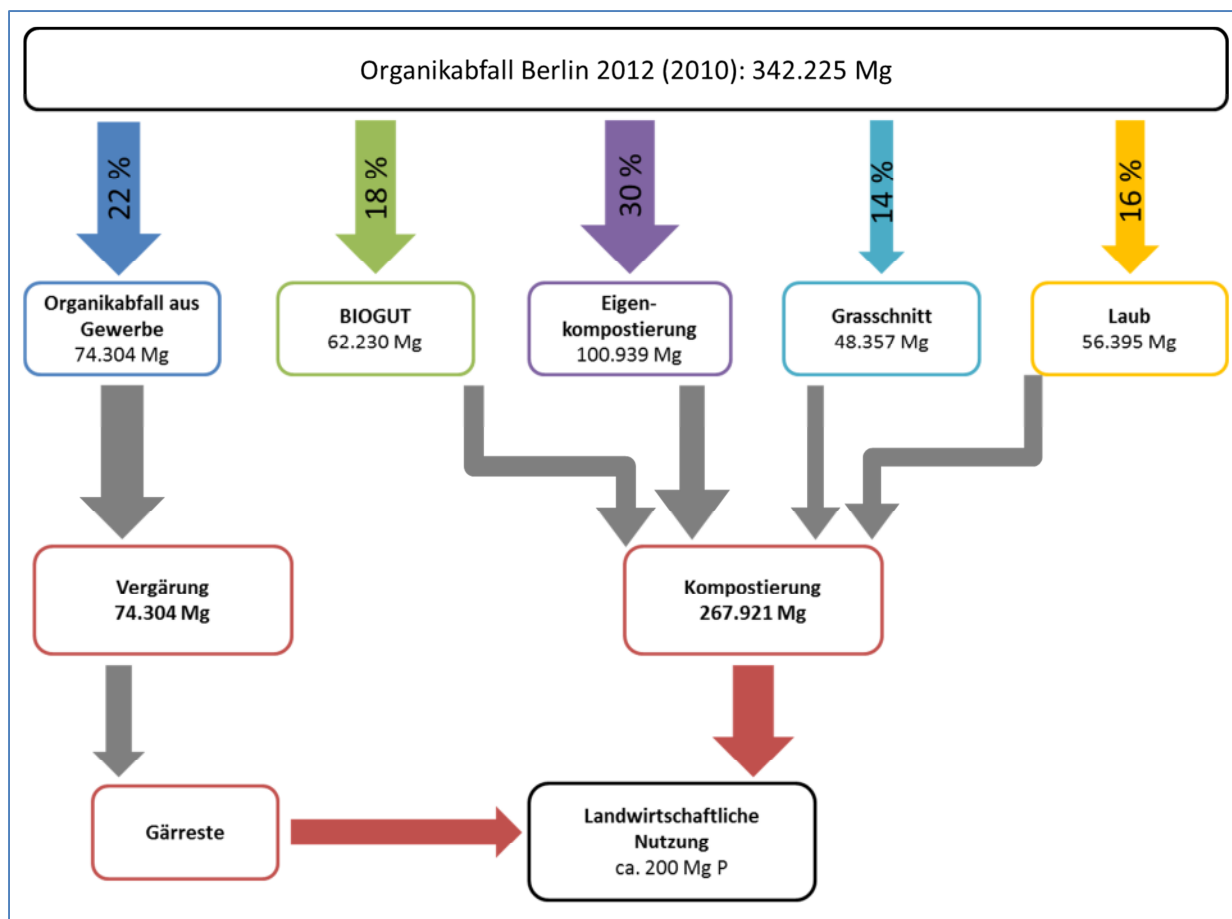 Organikabfall Berlin 2012 (2010): 342.225 Mg
22 %
18 %
30 %
14 %
16 %
Organikabfall aus
Gewerbe
74.304 Mg
BIOGUT
62.230 Mg
Eigen-
kompostierung
100.939 Mg
Grasschnitt
48.357 Mg
Laub
56.395 Mg
Vergärung
74.304 Mg
Kompostierung
267.921 Mg
Gärreste
Landwirtschaftliche
Nutzung
ca. 200 Mg P